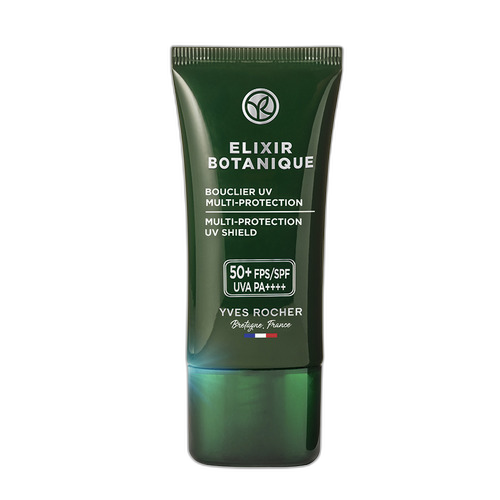 ELIXIR
BOTANIQUE
BOUCLIER UV
MULTI-PROTECTION
MULTI-PROTECTION
UV SHIELD
50+ FPS/SPF
UVA PA++++
YVES ROCHER
Bretagne, France